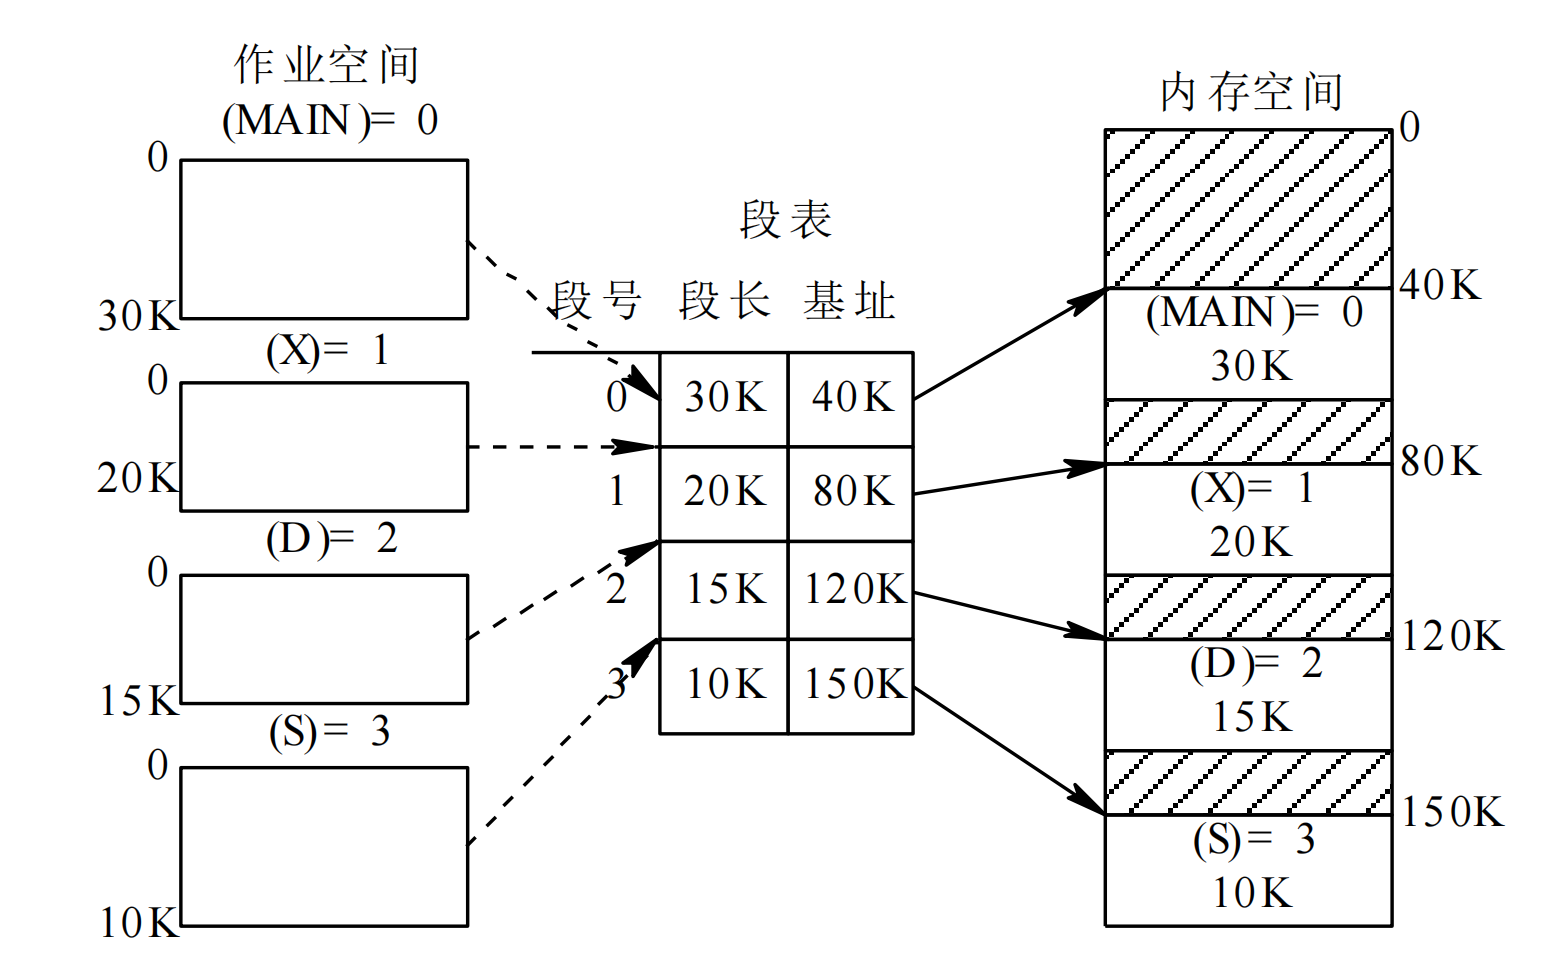 作业空间
(MAIN)= 0
0
30K
(X)= 1
0
20K
(D)= 2
0
15K
(S)= 3
0
10K
段表
段号 段长 基址
0 30K 40K
1 20K 80K
2 15K 120K
3 10K 150K
内存空间
0
40K
(MAIN)= 0
30K
80K
(X)= 1
20K
120K
(D)= 2
15K
150K
(S)= 3
10K